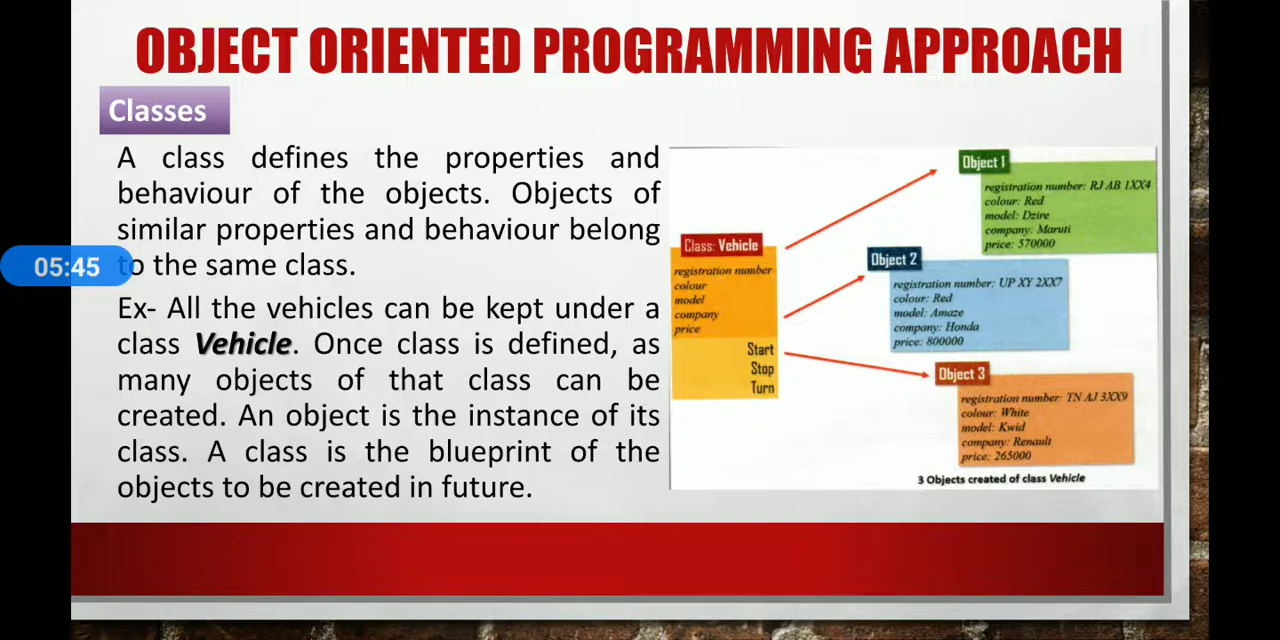 OBJECT ORIENTED PROGRAMMING APPROACH
Classes
A class defines the properties and
behaviour of the objects. Objects of
similar properties and behaviour belong
to the same class.
05:45
Ex- All the vehicles can be kept under a
class Vehicle. Once class is defined, as
many objects of that class can be
created. An object is the instance of its
class. A class is the blueprint of the
objects to be created in future.
Class: Vehicle
registration number
colour
model
company
price
Start
Stop
Turn
Object 1
registration number: RJ AB 1XX4
colour: Red
model: Dzire
company: Maruti
price: 570000
Object 2
registration number: UP XY 2XX7
colour: Red
model: Amaze
company: Honda
price: 800000
Object 3
registration number: TN AJ 3XX9
colour: White
model: Kwid
company: Renault
price: 265000
3 Objects created of class Vehicle